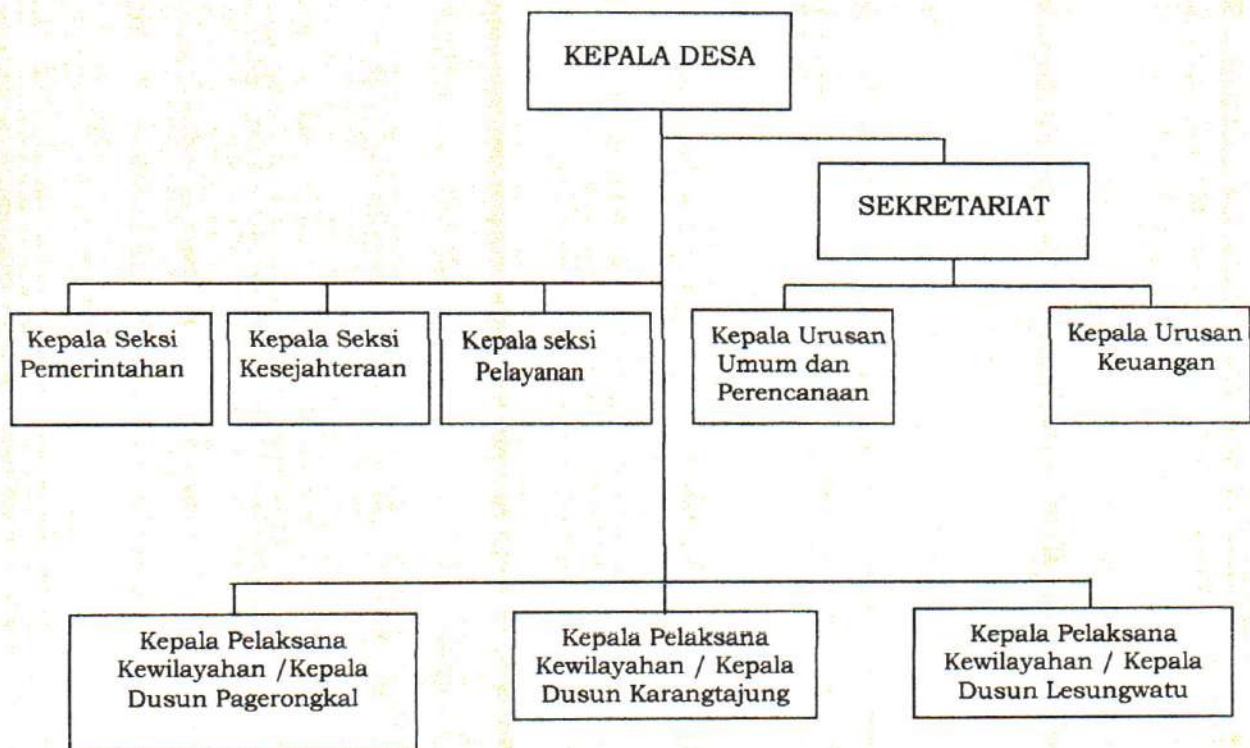 KEPALA DESA
SEKRETARIAT
Kepala Seksi
Pemerintahan
Kepala Seksi
Kesejahteraan
Kepala seksi
Pelayanan
Kepala Urusan
Umum dan
Perencanaan
Kepala Urusan
Keuangan
Kepala Pelaksana
Kewilayahan /Kepala
Dusun Pagerongkal
Kepala Pelaksana
Kewilayahan / Kepala
Dusun Karangtajung
Kepala Pelaksana
Kewilayahan / Kepala
Dusun Lesungwatu